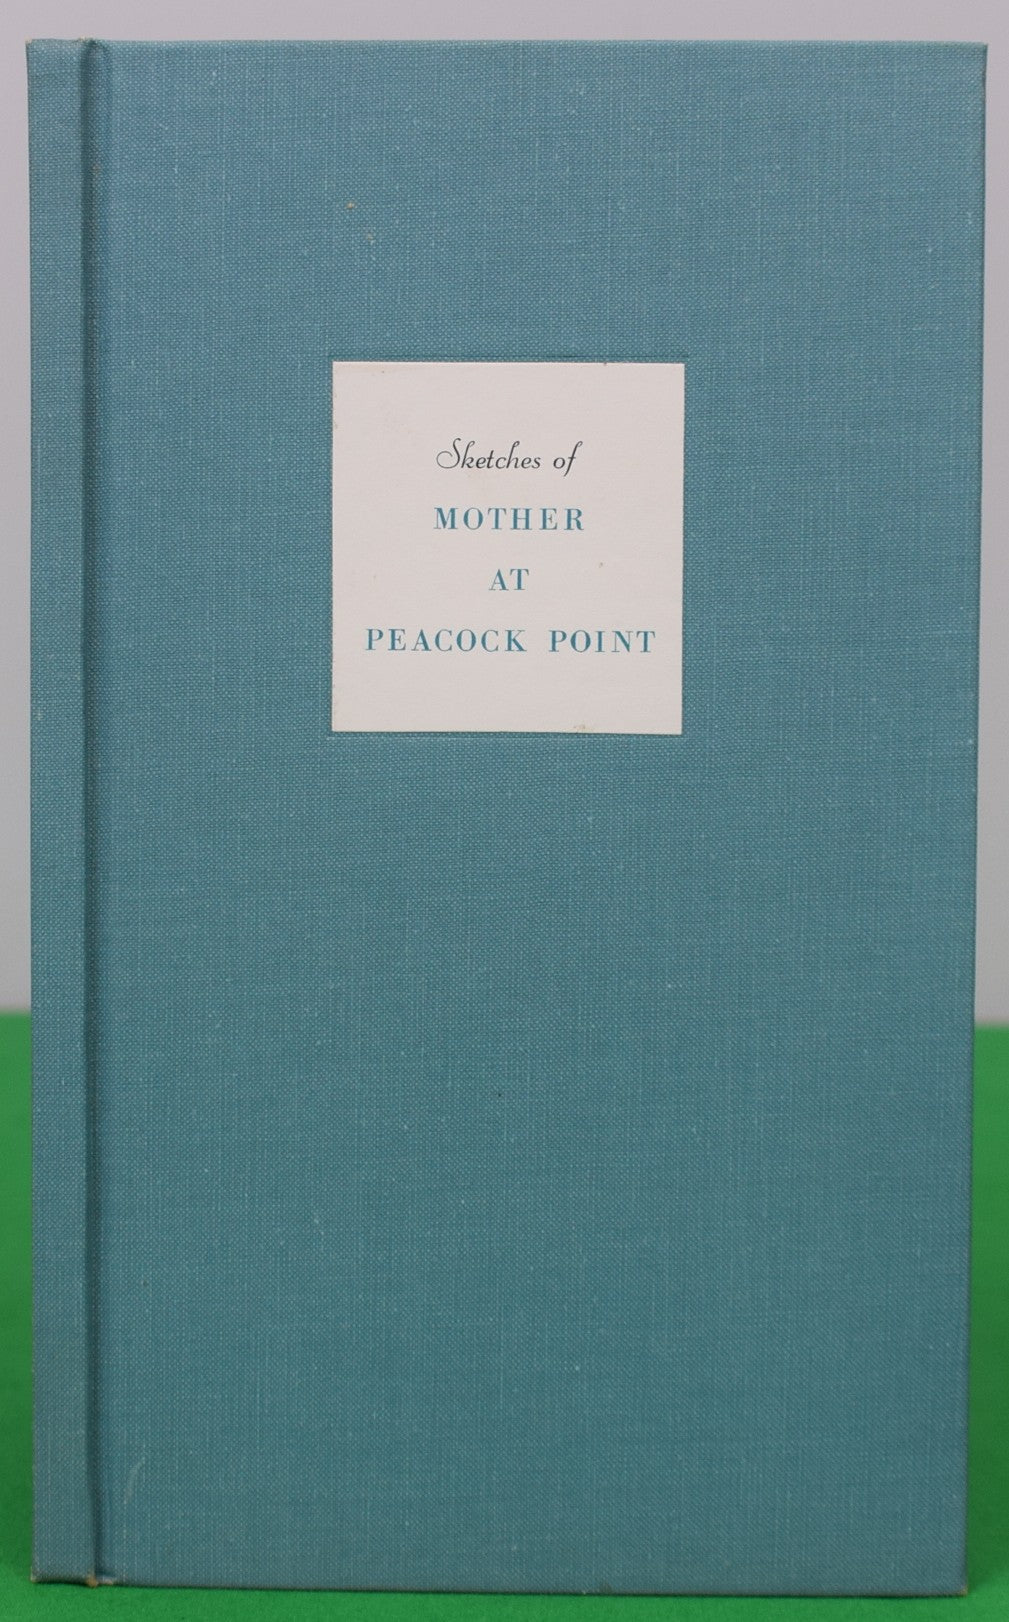 Sketches of
MOTHER
AT
PEACOCK POINT